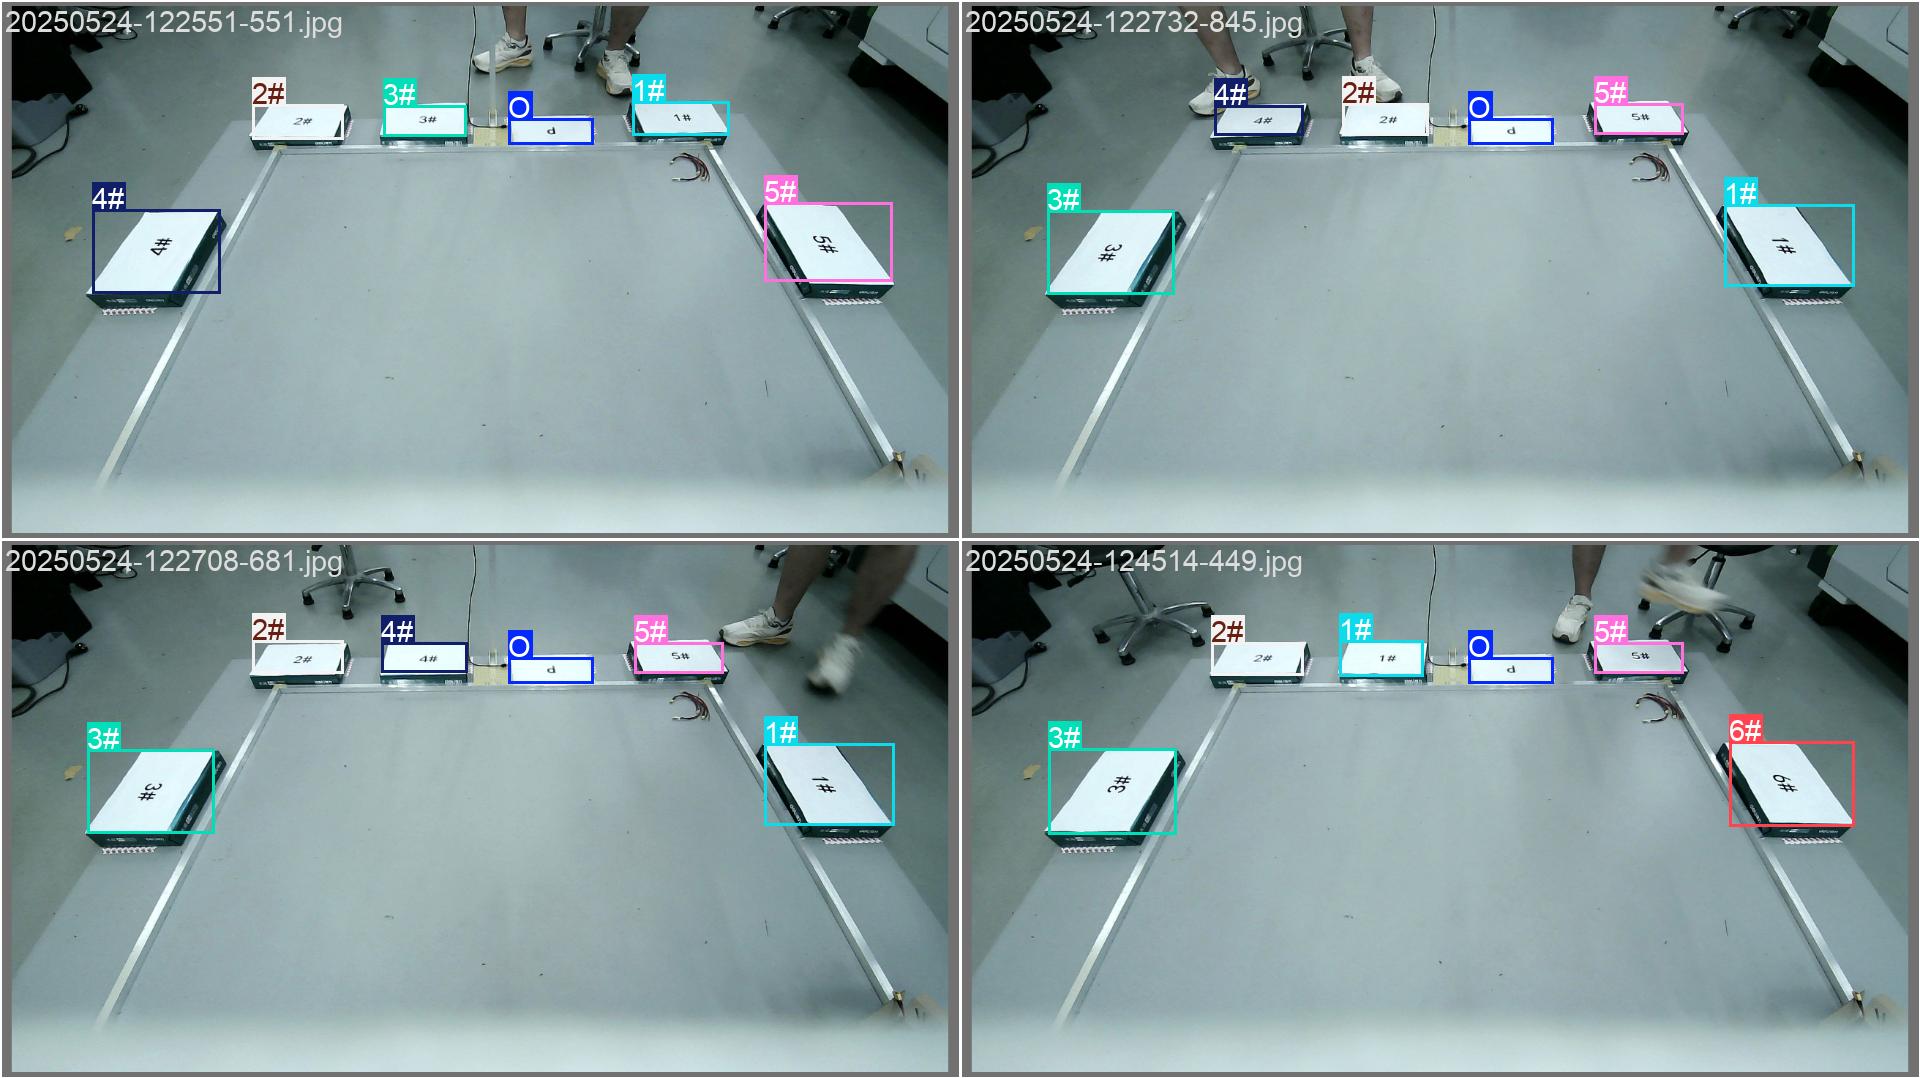 20250524-122551-551.jpg
2# 3# O 1#
2# 3# d 1#
4# 5#
4# 5#
20250524-122732-845.jpg
4# 2# O 5#
4# 2# d 5#
3# 1#
3# 1#
20250524-122708-681.jpg
2# 4# O 5#
2# 4# d 5#
3# 1#
3# 1#
20250524-124514-449.jpg
2# 1# O 5#
2# 1# d 5#
3# 6#
3# 6#